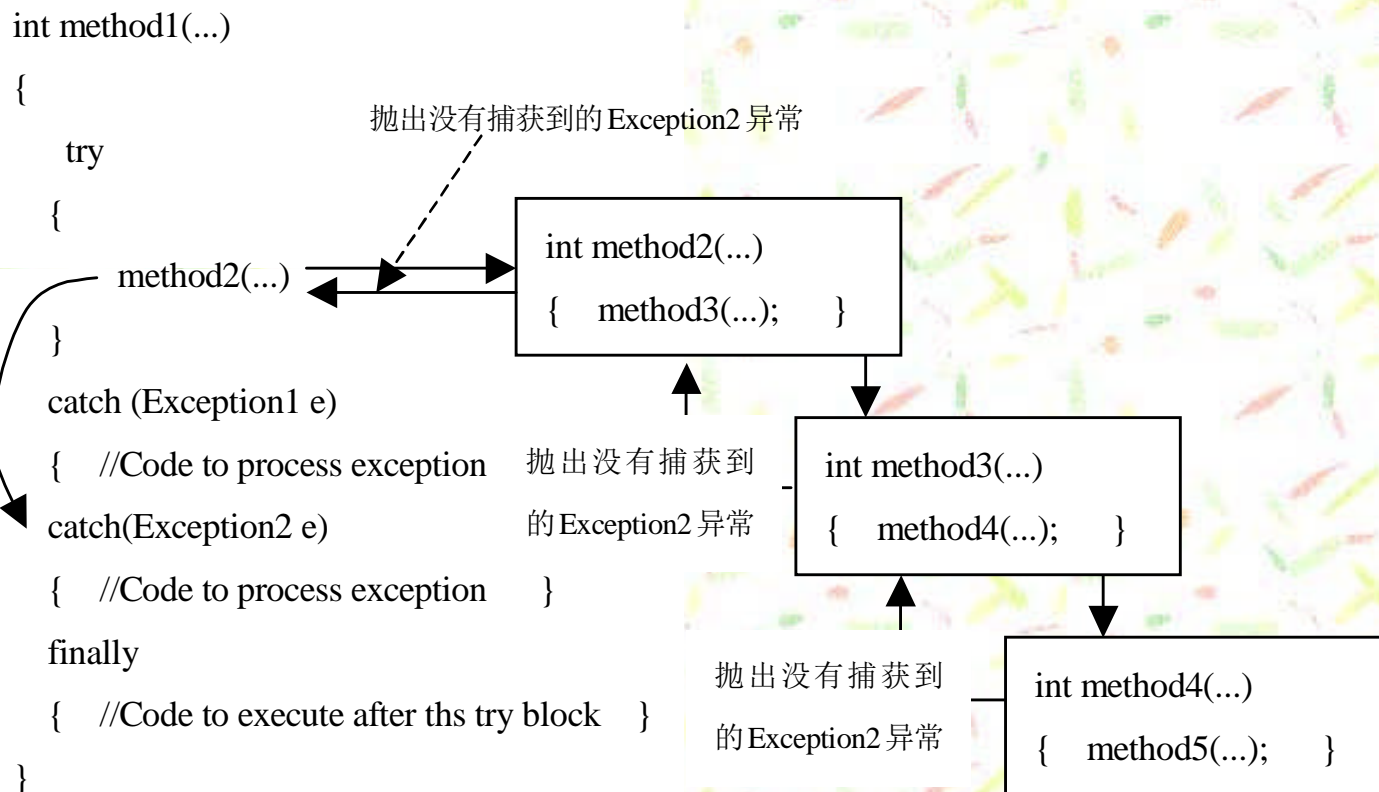 int method1(...)
{
抛出没有捕获到的Exception2异常
try
{
method2(...)
}
catch (Exception1 e)
{ //Code to process exception
catch(Exception2 e)
{ //Code to process exception }
finally
{ //Code to execute after ths try block }
}
int method2(...)
{ method3(...); }
抛出没有捕获到
的Exception2异常
int method3(...)
{ method4(...); }
抛出没有捕获到
的Exception2异常
int method4(...)
{ method5(...); }